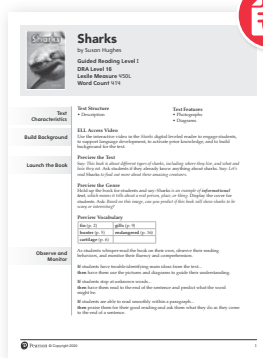 Sharks
Sharks
by Susan Hughes
Guided Reading Level I
DRA Level 16
Lexile Measure 450L
Word Count 474
Text Characteristics
Text Structure
• Description
Text Features
• Photographs
• Diagrams
Build Background
ELL Access Video
Use the interactive video in the Sharks digital leveled reader to engage students,
to support language development, to activate prior knowledge, and to build
background for the text.
Launch the Book
Preview the Text
Say: This book is about different types of sharks, including where they live, and what and
how they eat. Ask students if they already know anything about sharks. Say: Let's
read Sharks to find out more about these amazing creatures.
Preview the Genre
Hold up the book for students and say: Sharks is an example of informational
text, which means it tells about a real person, place, or thing. Display the cover for
students. Ask: Based on this image, can you predict if this book will show sharks to be
scary or interesting?
Preview Vocabulary
fin (p. 2)
gills (p. 9)
hunter (p. 5)
endangered (p. 16)
cartilage (p. 6)
Observe and Monitor
As students whisper-read the book on their own, observe their reading
behaviors, and monitor their fluency and comprehension.
If students have trouble identifying main ideas from the text...
then have them use the pictures and diagrams to guide their understanding.
If students stop at unknown words...
then have them read to the end of the sentence and predict what the word
might be.
If students are able to read smoothly within a paragraph...
then praise them for their good reading and ask them what they do as they come
to the end of a sentence.
Pearson © Copyright 2020
1